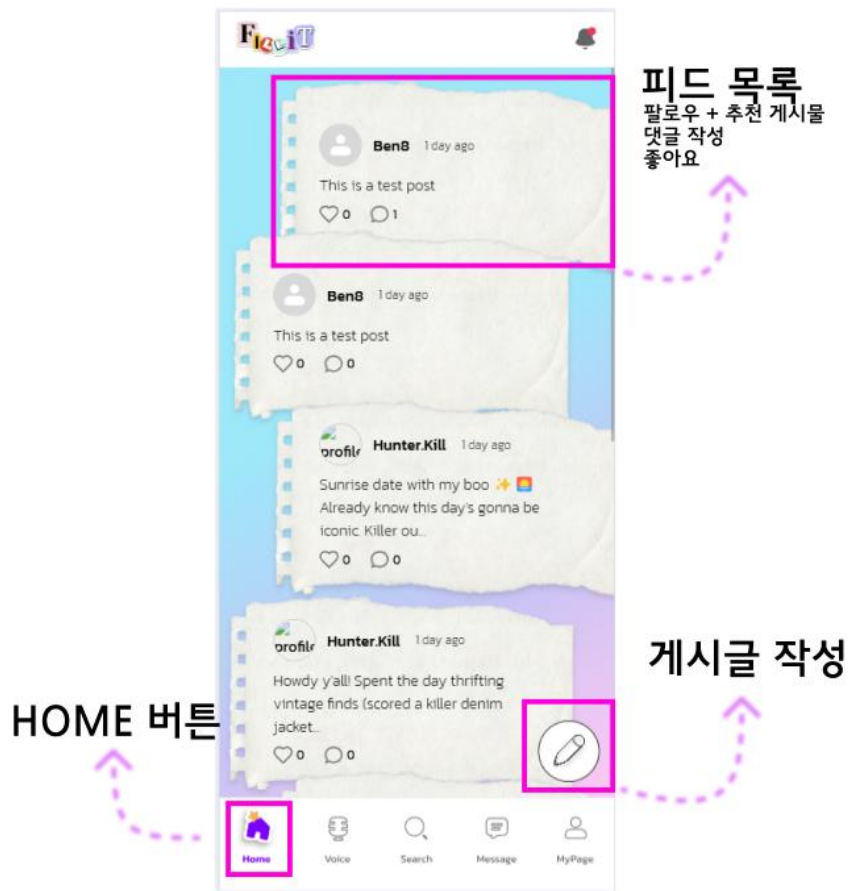 FicciT
피드 목록
팔로우 + 추천 게시물
댓글 작성
좋아요
Ben8 1 day ago
This is a test post
0 1
Ben8 1 day ago
This is a test post
0 0
profile Hunter.Kill 1 day ago
Sunrise date with my boo ✨ 🌅
Already know this day's gonna be
iconic. Killer ou...
0 0
profile Hunter.Kill 1 day ago
Howdy y'all! Spent the day thrifting
vintage finds (scored a killer denim
jacket...
0 0
게시글 작성
HOME 버튼
Home Voice Search Message MyPage